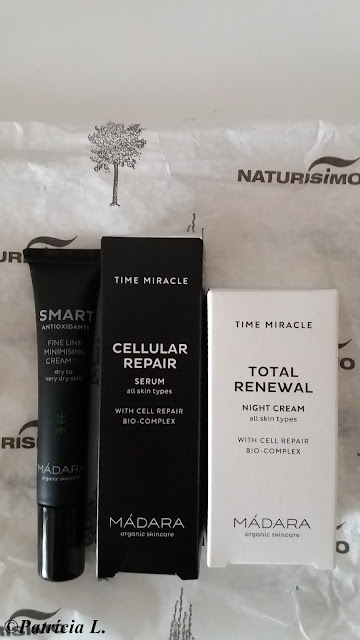 NATURISIMO
SMART
ANTIOXIDANTS
FINE LINE
MINIMISING
CREAM
dry to
very dry skin
MÁDARA
organic skincare
TIME MIRACLE
CELLULAR
REPAIR
SERUM
all skin types
WITH CELL REPAIR
BIO-COMPLEX
MÁDARA
organic skincare
TIME MIRACLE
TOTAL
RENEWAL
NIGHT CREAM
all skin types
WITH CELL REPAIR
BIO-COMPLEX
MÁDARA
organic skincare
©Patricia L.